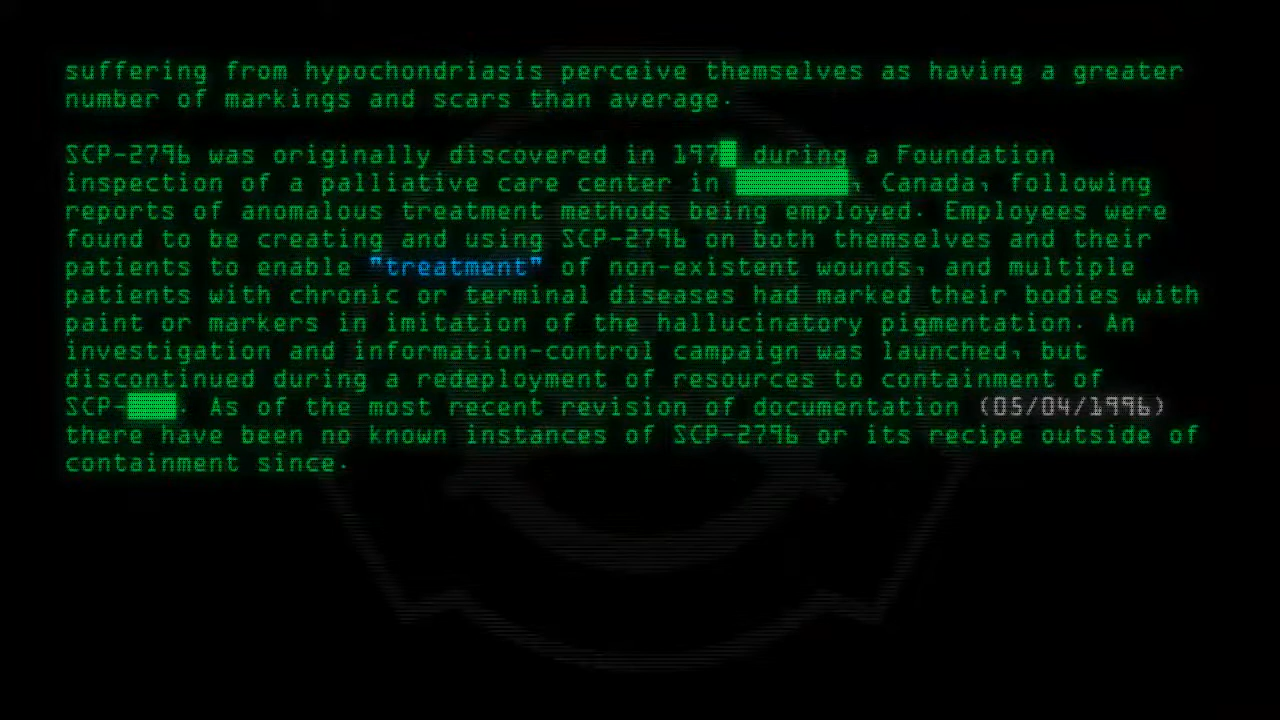 suffering from hypochondriasis perceive themselves as having a greater
number of markings and scars than average.
SCP-2796 was originally discovered in 197█ during a Foundation
inspection of a palliative care center in ███████, Canada, following
reports of anomalous treatment methods being employed. Employees were
found to be creating and using SCP-2796 on both themselves and their
patients to enable "treatment" of non-existent wounds, and multiple
patients with chronic or terminal diseases had marked their bodies with
paint or markers in imitation of the hallucinatory pigmentation. An
investigation and information-control campaign was launched, but
discontinued during a redeployment of resources to containment of
SCP-███. As of the most recent revision of documentation (05/04/1996)
there have been no known instances of SCP-2796 or its recipe outside of
containment since.